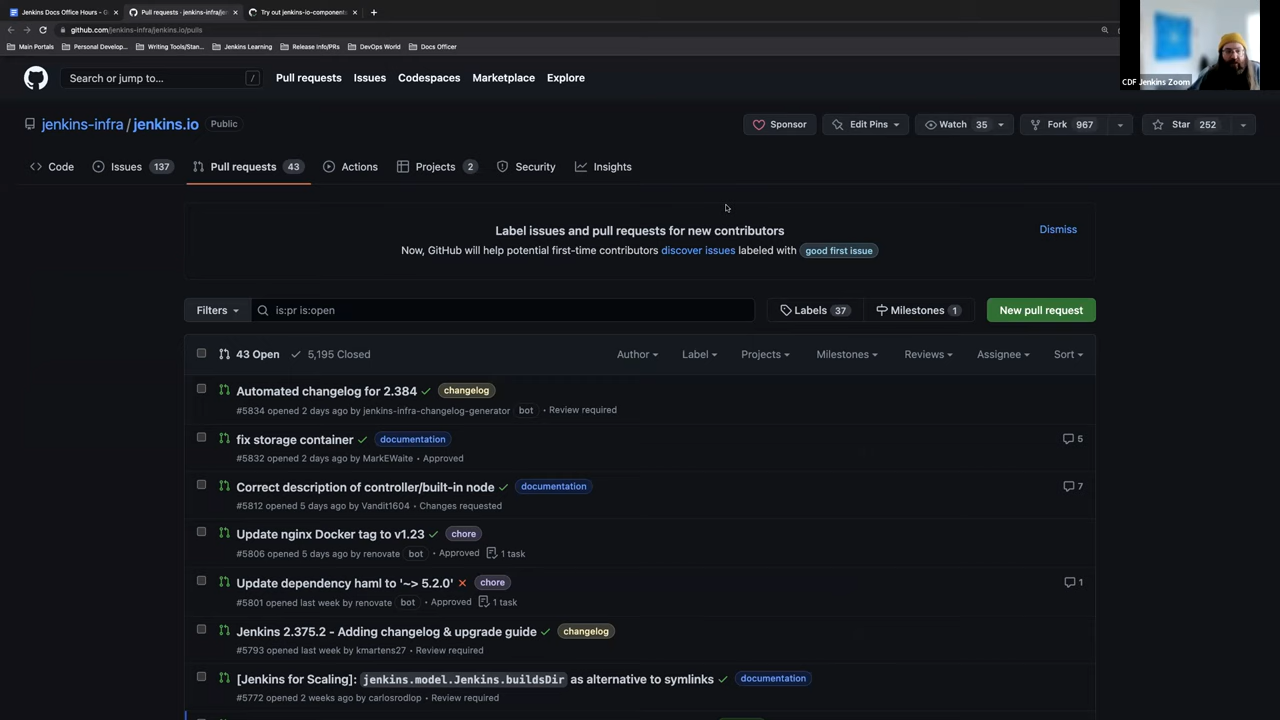 Jenkins Docs Office Hours - G
Pull requests · jenkins-infra/je
Try out jenkins-io-components
github.com/jenkins-infra/jenkins.io/pulls
Main Portals
Personal Develop...
Writing Tools/Stan...
Jenkins Learning
Release Info/PRs
DevOps World
Docs Officer
CDF Jenkins Zoom
Search or jump to...
/
Pull requests
Issues
Codespaces
Marketplace
Explore
jenkins-infra / jenkins.io
Public
Sponsor
Edit Pins
Watch 35
Fork 967
Star 252
Code
Issues 137
Pull requests 43
Actions
Projects 2
Security
Insights
Label issues and pull requests for new contributors
Dismiss
Now, GitHub will help potential first-time contributors discover issues labeled with good first issue
Filters
is:pr is:open
Labels 37
Milestones 1
New pull request
43 Open
5,195 Closed
Author
Label
Projects
Milestones
Reviews
Assignee
Sort
Automated changelog for 2.384 changelog
#5834 opened 2 days ago by jenkins-infra-changelog-generator bot • Review required
fix storage container documentation
5
#5832 opened 2 days ago by MarkEWaite • Approved
Correct description of controller/built-in node documentation
7
#5812 opened 5 days ago by Vandit1604 • Changes requested
Update nginx Docker tag to v1.23 chore
#5806 opened 5 days ago by renovate bot • Approved 1 task
Update dependency haml to '~> 5.2.0' chore
1
#5801 opened last week by renovate bot • Approved 1 task
Jenkins 2.375.2 - Adding changelog & upgrade guide changelog
#5793 opened last week by kmartens27 • Review required
[Jenkins for Scaling]: jenkins.model.Jenkins.buildsDir as alternative to symlinks documentation
#5772 opened 2 weeks ago by carlosrodlop • Review required